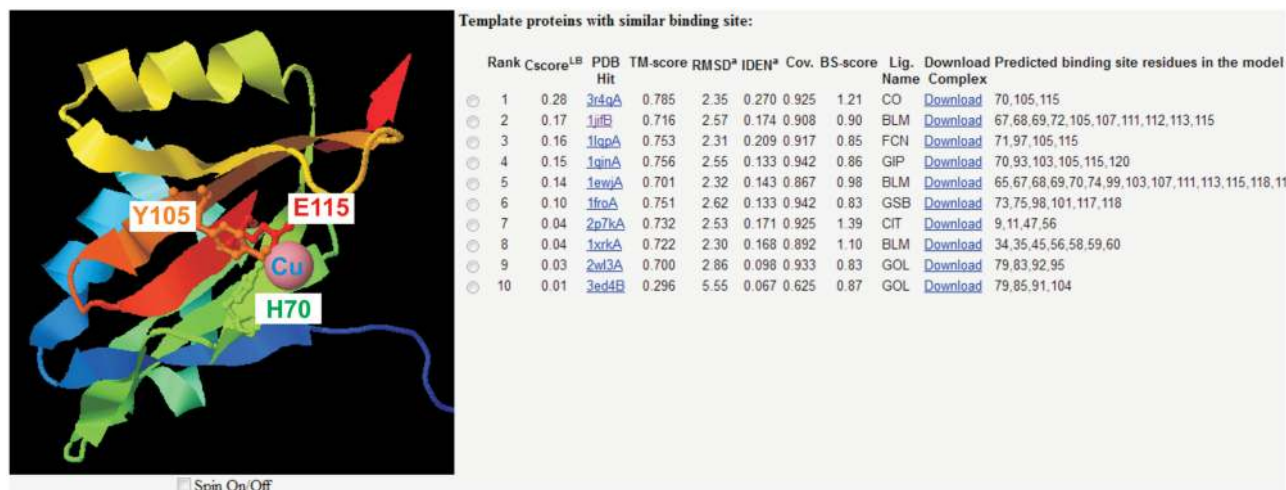 Template proteins with similar binding site:
Rank CscoreLB PDB Hit TM-score RMSDa IDENa Cov. BS-score Lig. Name Download Complex Predicted binding site residues in the model
1 0.28 3r4qA 0.785 2.35 0.270 0.925 1.21 CO Download 70,105,115
2 0.17 1jifB 0.716 2.57 0.174 0.908 0.90 BLM Download 67,68,69,72,105,107,111,112,113,115
3 0.16 1lqpA 0.753 2.31 0.209 0.917 0.85 FCN Download 71,97,105,115
4 0.15 1qinA 0.756 2.55 0.133 0.942 0.86 GIP Download 70,93,103,105,115,120
5 0.14 1ewjA 0.701 2.32 0.143 0.867 0.98 BLM Download 65,67,68,69,70,74,99,103,107,111,113,115,118,11
6 0.10 1froA 0.751 2.62 0.133 0.942 0.83 GSB Download 73,75,98,101,117,118
7 0.04 2p7kA 0.732 2.53 0.171 0.925 1.39 CIT Download 9,11,47,56
8 0.04 1xrkA 0.722 2.30 0.168 0.892 1.10 BLM Download 34,35,45,56,58,59,60
9 0.03 2wl3A 0.700 2.86 0.098 0.933 0.83 GOL Download 79,83,92,95
10 0.01 3ed4B 0.296 5.55 0.067 0.625 0.87 GOL Download 79,85,91,104
Y105 E115
Cu
H70
Spin On/Off